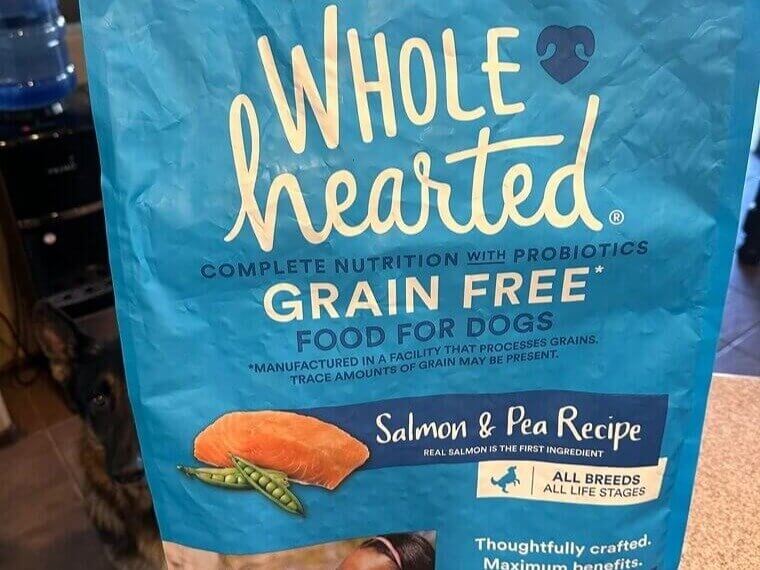 WHOLE
hearted®
COMPLETE NUTRITION WITH PROBIOTICS
GRAIN FREE*
FOOD FOR DOGS
*MANUFACTURED IN A FACILITY THAT PROCESSES GRAINS.
TRACE AMOUNTS OF GRAIN MAY BE PRESENT.
Salmon & Pea Recipe
REAL SALMON IS THE FIRST INGREDIENT
ALL BREEDS
ALL LIFE STAGES
Thoughtfully crafted.
Maximum benefits.